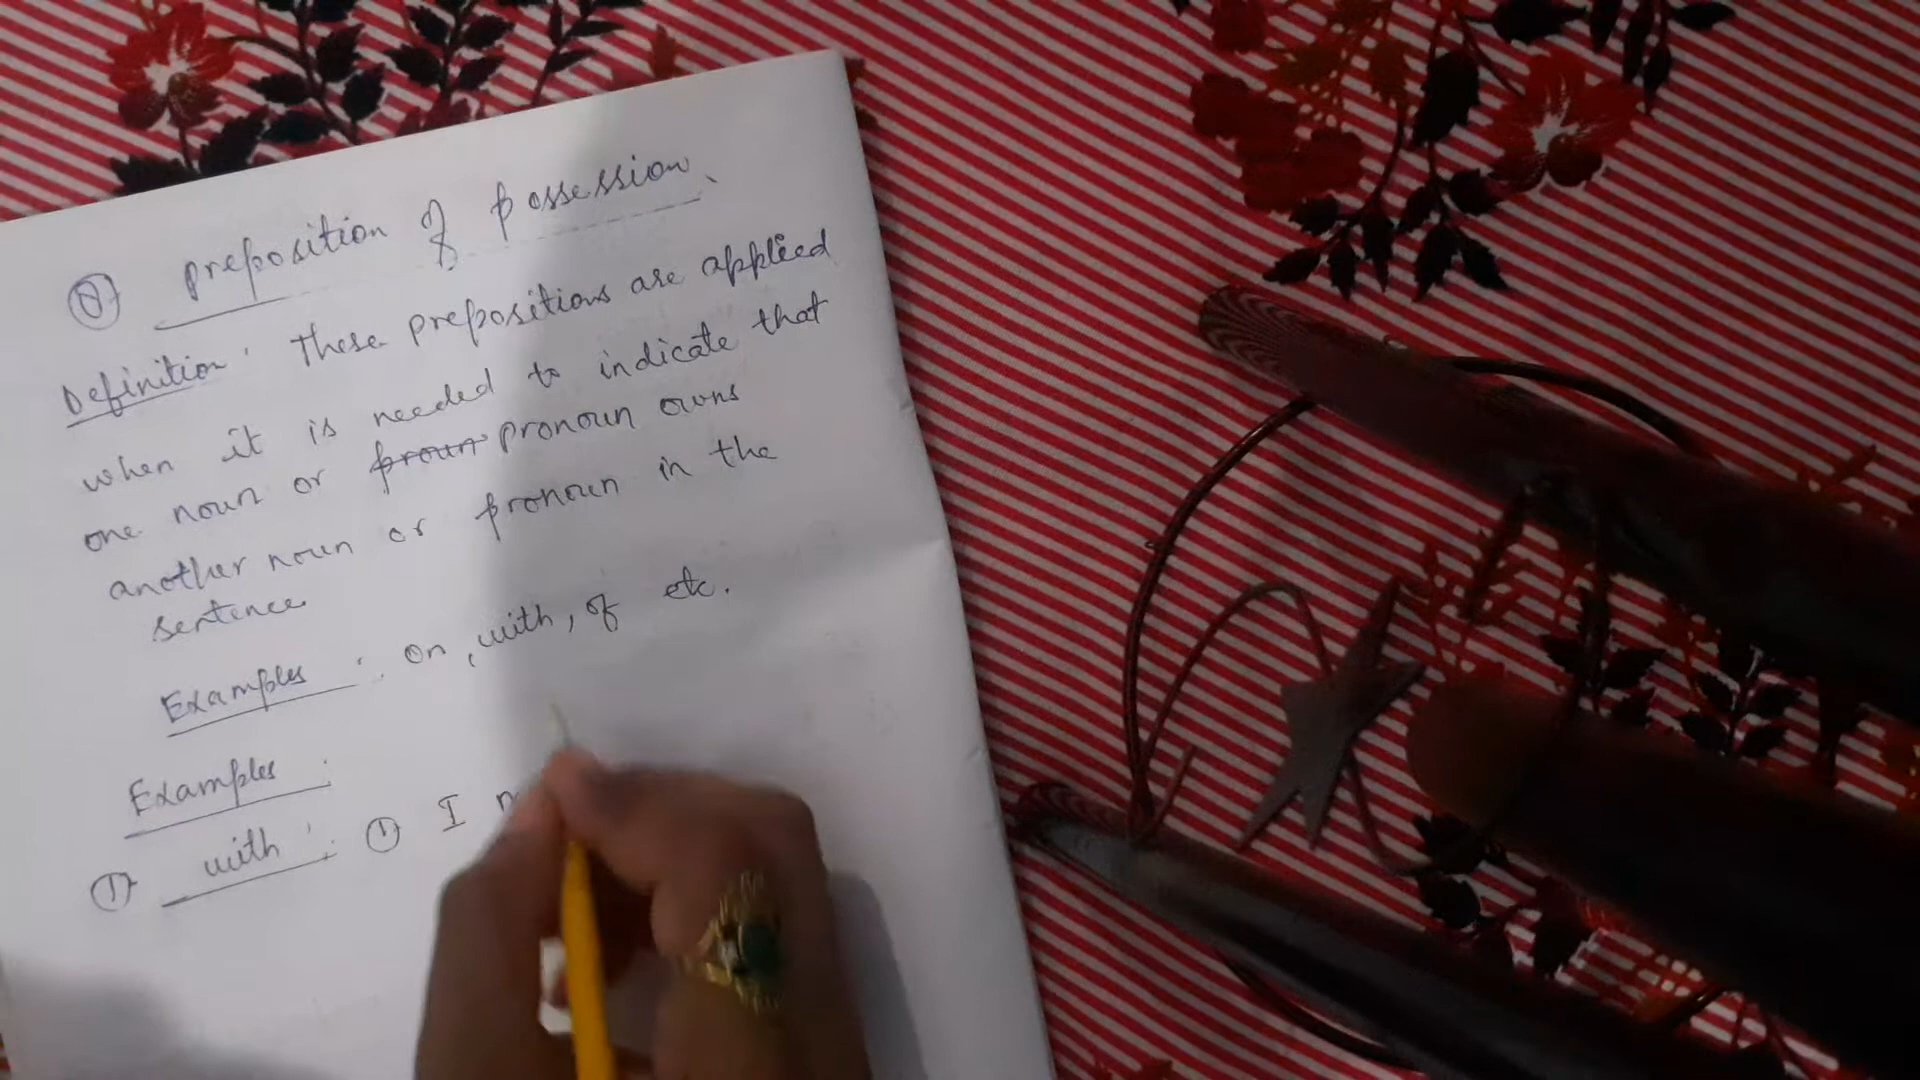 preposition of possession
Definition: These prepositions are applied
when it is needed to indicate that
one noun or proun pronoun owns
another noun or pronoun in the
sentence
Examples : on, with, of etc.
Examples :
① with : ① I